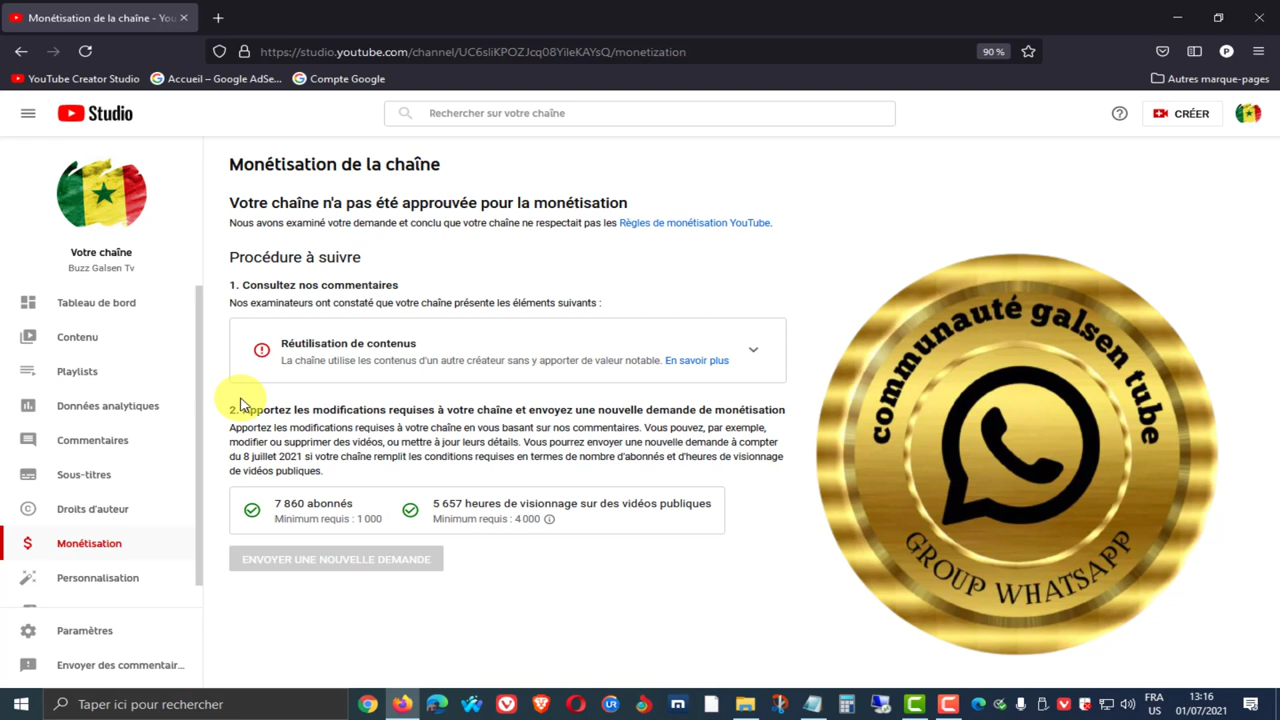 Monétisation de la chaîne - You
https://studio.youtube.com/channel/UC6sliKPOZJcq08YileKAYsQ/monetization
90 %
P
YouTube Creator Studio
Accueil – Google AdSe...
Compte Google
Autres marque-pages
Studio
Rechercher sur votre chaîne
CRÉER
Votre chaîne
Buzz Galsen Tv
Tableau de bord
Contenu
Playlists
Données analytiques
Commentaires
Sous-titres
Droits d'auteur
Monétisation
Personnalisation
Paramètres
Envoyer des commentair...
Monétisation de la chaîne
Votre chaîne n'a pas été approuvée pour la monétisation
Nous avons examiné votre demande et conclu que votre chaîne ne respectait pas les Règles de monétisation YouTube.
Procédure à suivre
1. Consultez nos commentaires
Nos examinateurs ont constaté que votre chaîne présente les éléments suivants :
Réutilisation de contenus
La chaîne utilise les contenus d'un autre créateur sans y apporter de valeur notable. En savoir plus
2. Apportez les modifications requises à votre chaîne et envoyez une nouvelle demande de monétisation
Apportez les modifications requises à votre chaîne en vous basant sur nos commentaires. Vous pouvez, par exemple,
modifier ou supprimer des vidéos, ou mettre à jour leurs détails. Vous pourrez envoyer une nouvelle demande à compter
du 8 juillet 2021 si votre chaîne remplit les conditions requises en termes de nombre d'abonnés et d'heures de visionnage
de vidéos publiques.
7 860 abonnés
Minimum requis : 1 000
5 657 heures de visionnage sur des vidéos publiques
Minimum requis : 4 000
ENVOYER UNE NOUVELLE DEMANDE
communauté galsen tube
GROUP WHATSAPP
Taper ici pour rechercher
FRA
US
13:16
01/07/2021